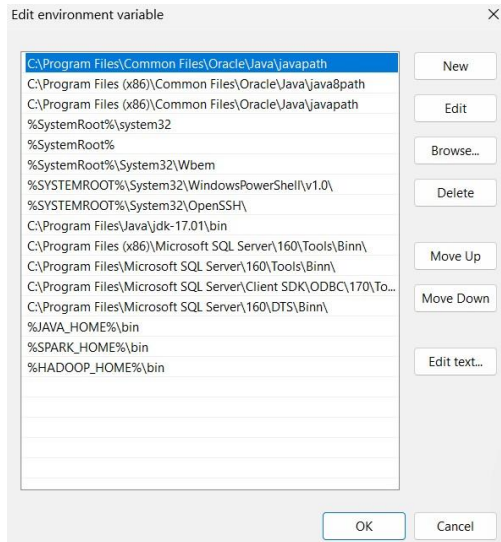 Edit environment variable
C:\Program Files\Common Files\Oracle\Java\javapath
New
C:\Program Files (x86)\Common Files\Oracle\Java\java8path
C:\Program Files (x86)\Common Files\Oracle\Java\javapath
Edit
%SystemRoot%\system32
%SystemRoot%
Browse...
%SystemRoot%\System32\Wbem
%SYSTEMROOT%\System32\WindowsPowerShell\v1.0\
Delete
%SYSTEMROOT%\System32\OpenSSH\
C:\Program Files\Java\jdk-17.01\bin
C:\Program Files (x86)\Microsoft SQL Server\160\Tools\Binn\
Move Up
C:\Program Files\Microsoft SQL Server\160\Tools\Binn\
C:\Program Files\Microsoft SQL Server\Client SDK\ODBC\170\To...
Move Down
C:\Program Files\Microsoft SQL Server\160\DTS\Binn\
%JAVA_HOME%\bin
%SPARK_HOME%\bin
Edit text...
%HADOOP_HOME%\bin
OK
Cancel